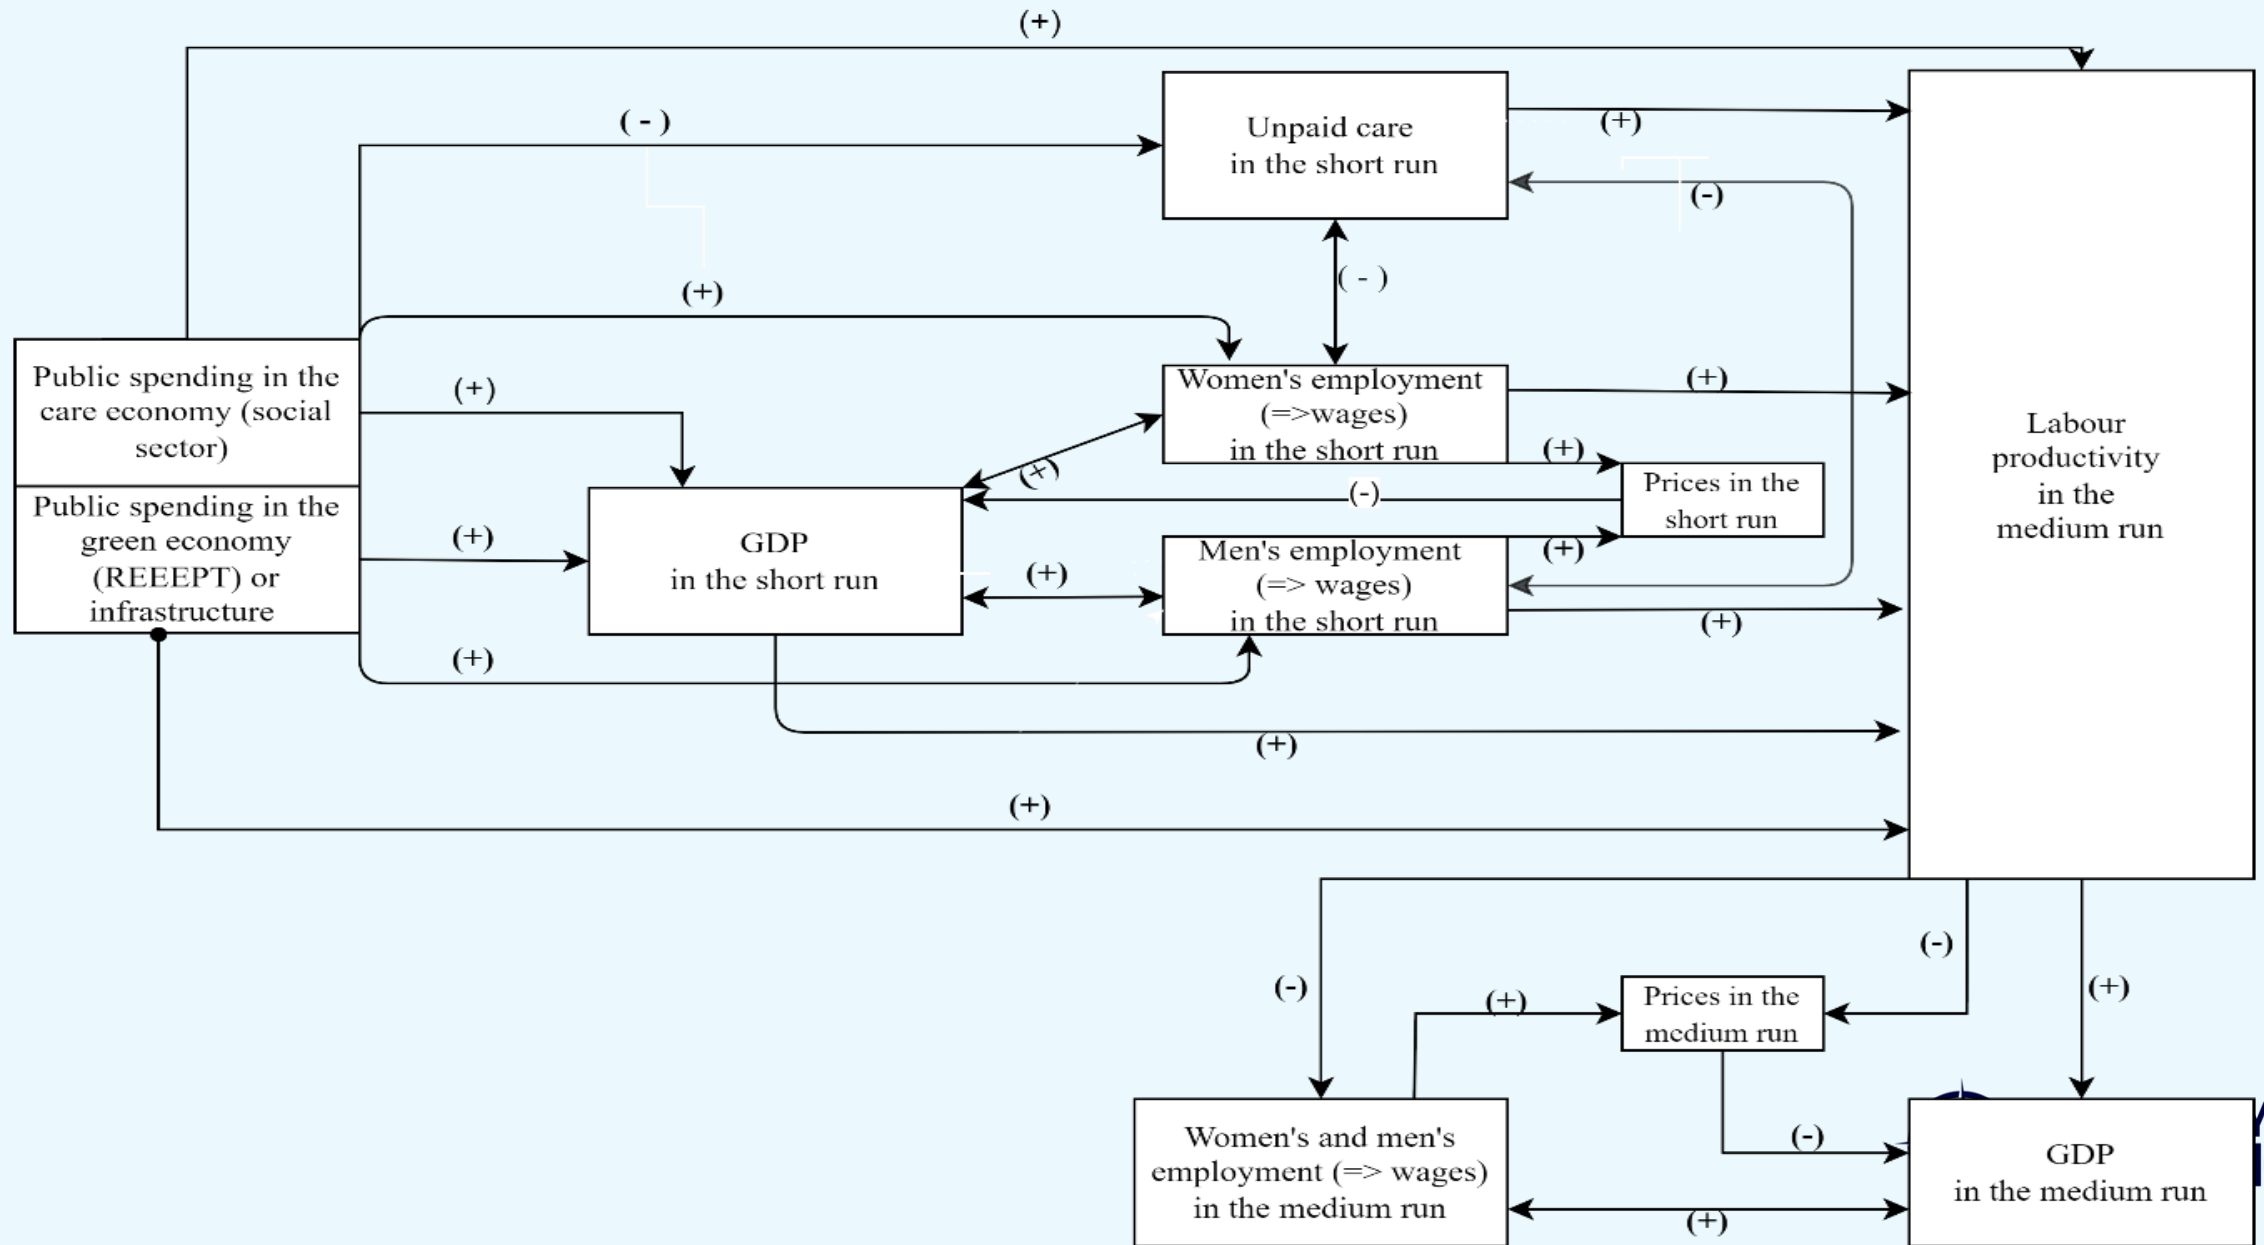 (+)
( - )
Unpaid care
in the short run
(+)
(-)
( - )
(+)
Public spending in the
care economy (social
sector)
(+)
Women's employment
(=>wages)
in the short run
(+)
(+)
(+)
Prices in the
short run
(-)
Labour
productivity
in the
medium run
Public spending in the
green economy
(REEEPT) or
infrastructure
(+)
GDP
in the short run
(+)
Men's employment
(=> wages)
in the short run
(+)
(+)
(+)
(+)
(+)
(-)
(-)
(+)
(+)
Prices in the
medium run
(-)
Women's and men's
employment (=> wages)
in the medium run
(+)
GDP
in the medium run